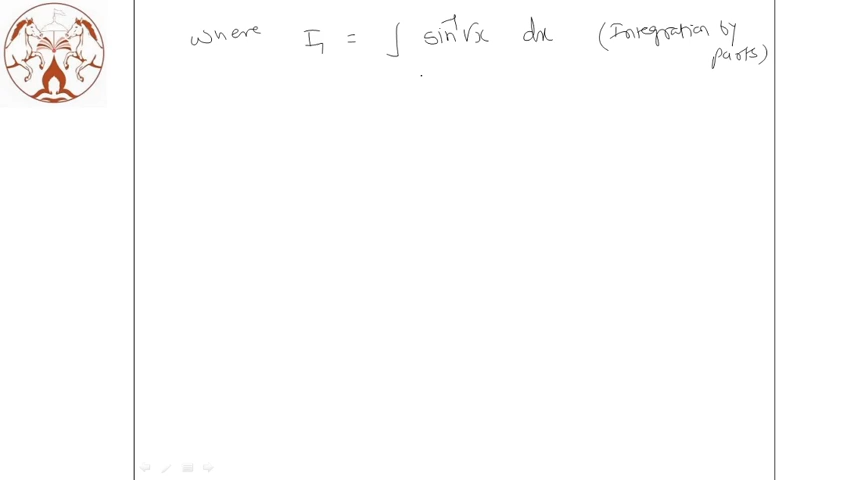 where I₁ = ∫ sin⁻¹√x dx (Integration by
parts)